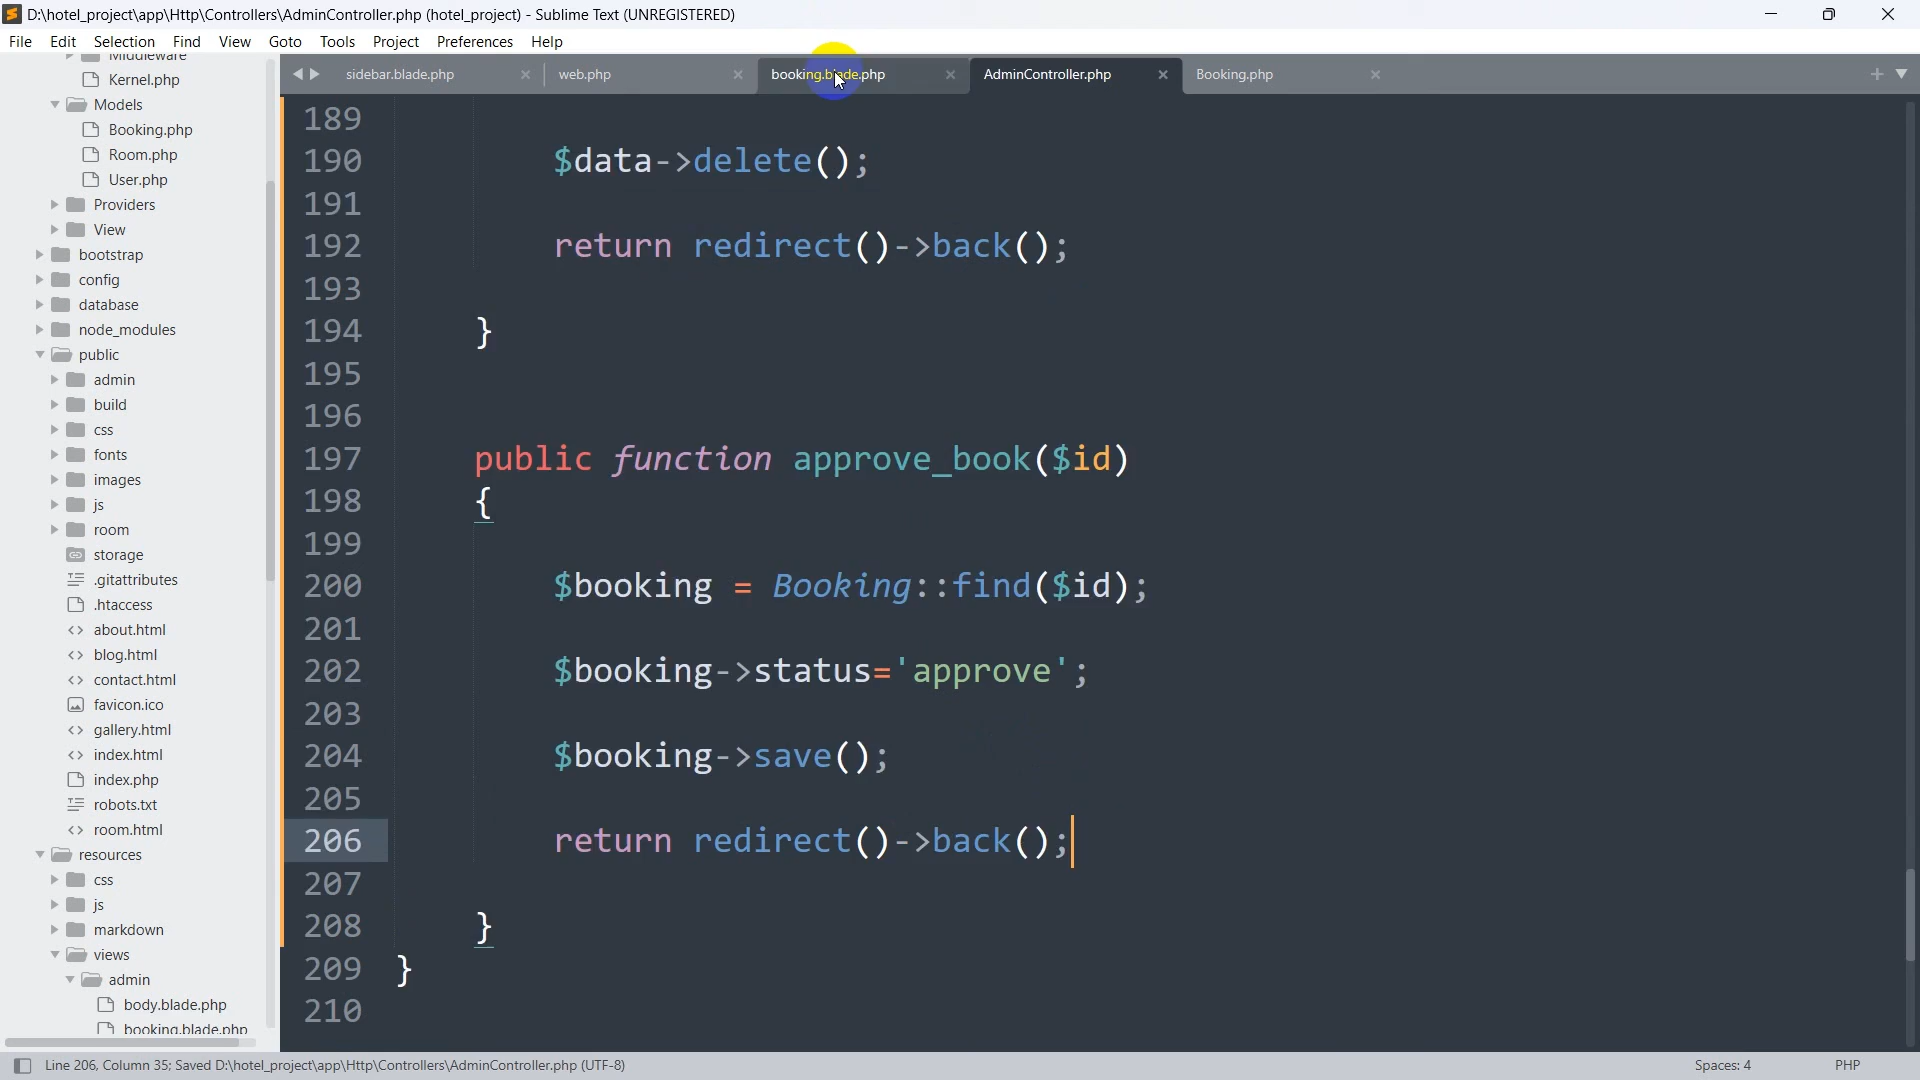 D:\hotel_project\app\Http\Controllers\AdminController.php (hotel_project) - Sublime Text (UNREGISTERED)
File Edit Selection Find View Goto Tools Project Preferences Help
sidebar.blade.php web.php booking.blade.php AdminController.php Booking.php
Middleware
Kernel.php
Models
Booking.php
Room.php
User.php
Providers
View
bootstrap
config
database
node_modules
public
admin
build
css
fonts
images
js
room
storage
.gitattributes
.htaccess
about.html
blog.html
contact.html
favicon.ico
gallery.html
index.html
index.php
robots.txt
room.html
resources
css
js
markdown
views
admin
body.blade.php
booking.blade.php
189
190 $data->delete();
191
192 return redirect()->back();
193
194 }
195
196
197 public function approve_book($id)
198 {
199
200 $booking = Booking::find($id);
201
202 $booking->status='approve';
203
204 $booking->save();
205
206 return redirect()->back();
207
208 }
209 }
210
Line 206, Column 35; Saved D:\hotel_project\app\Http\Controllers\AdminController.php (UTF-8) Spaces: 4 PHP